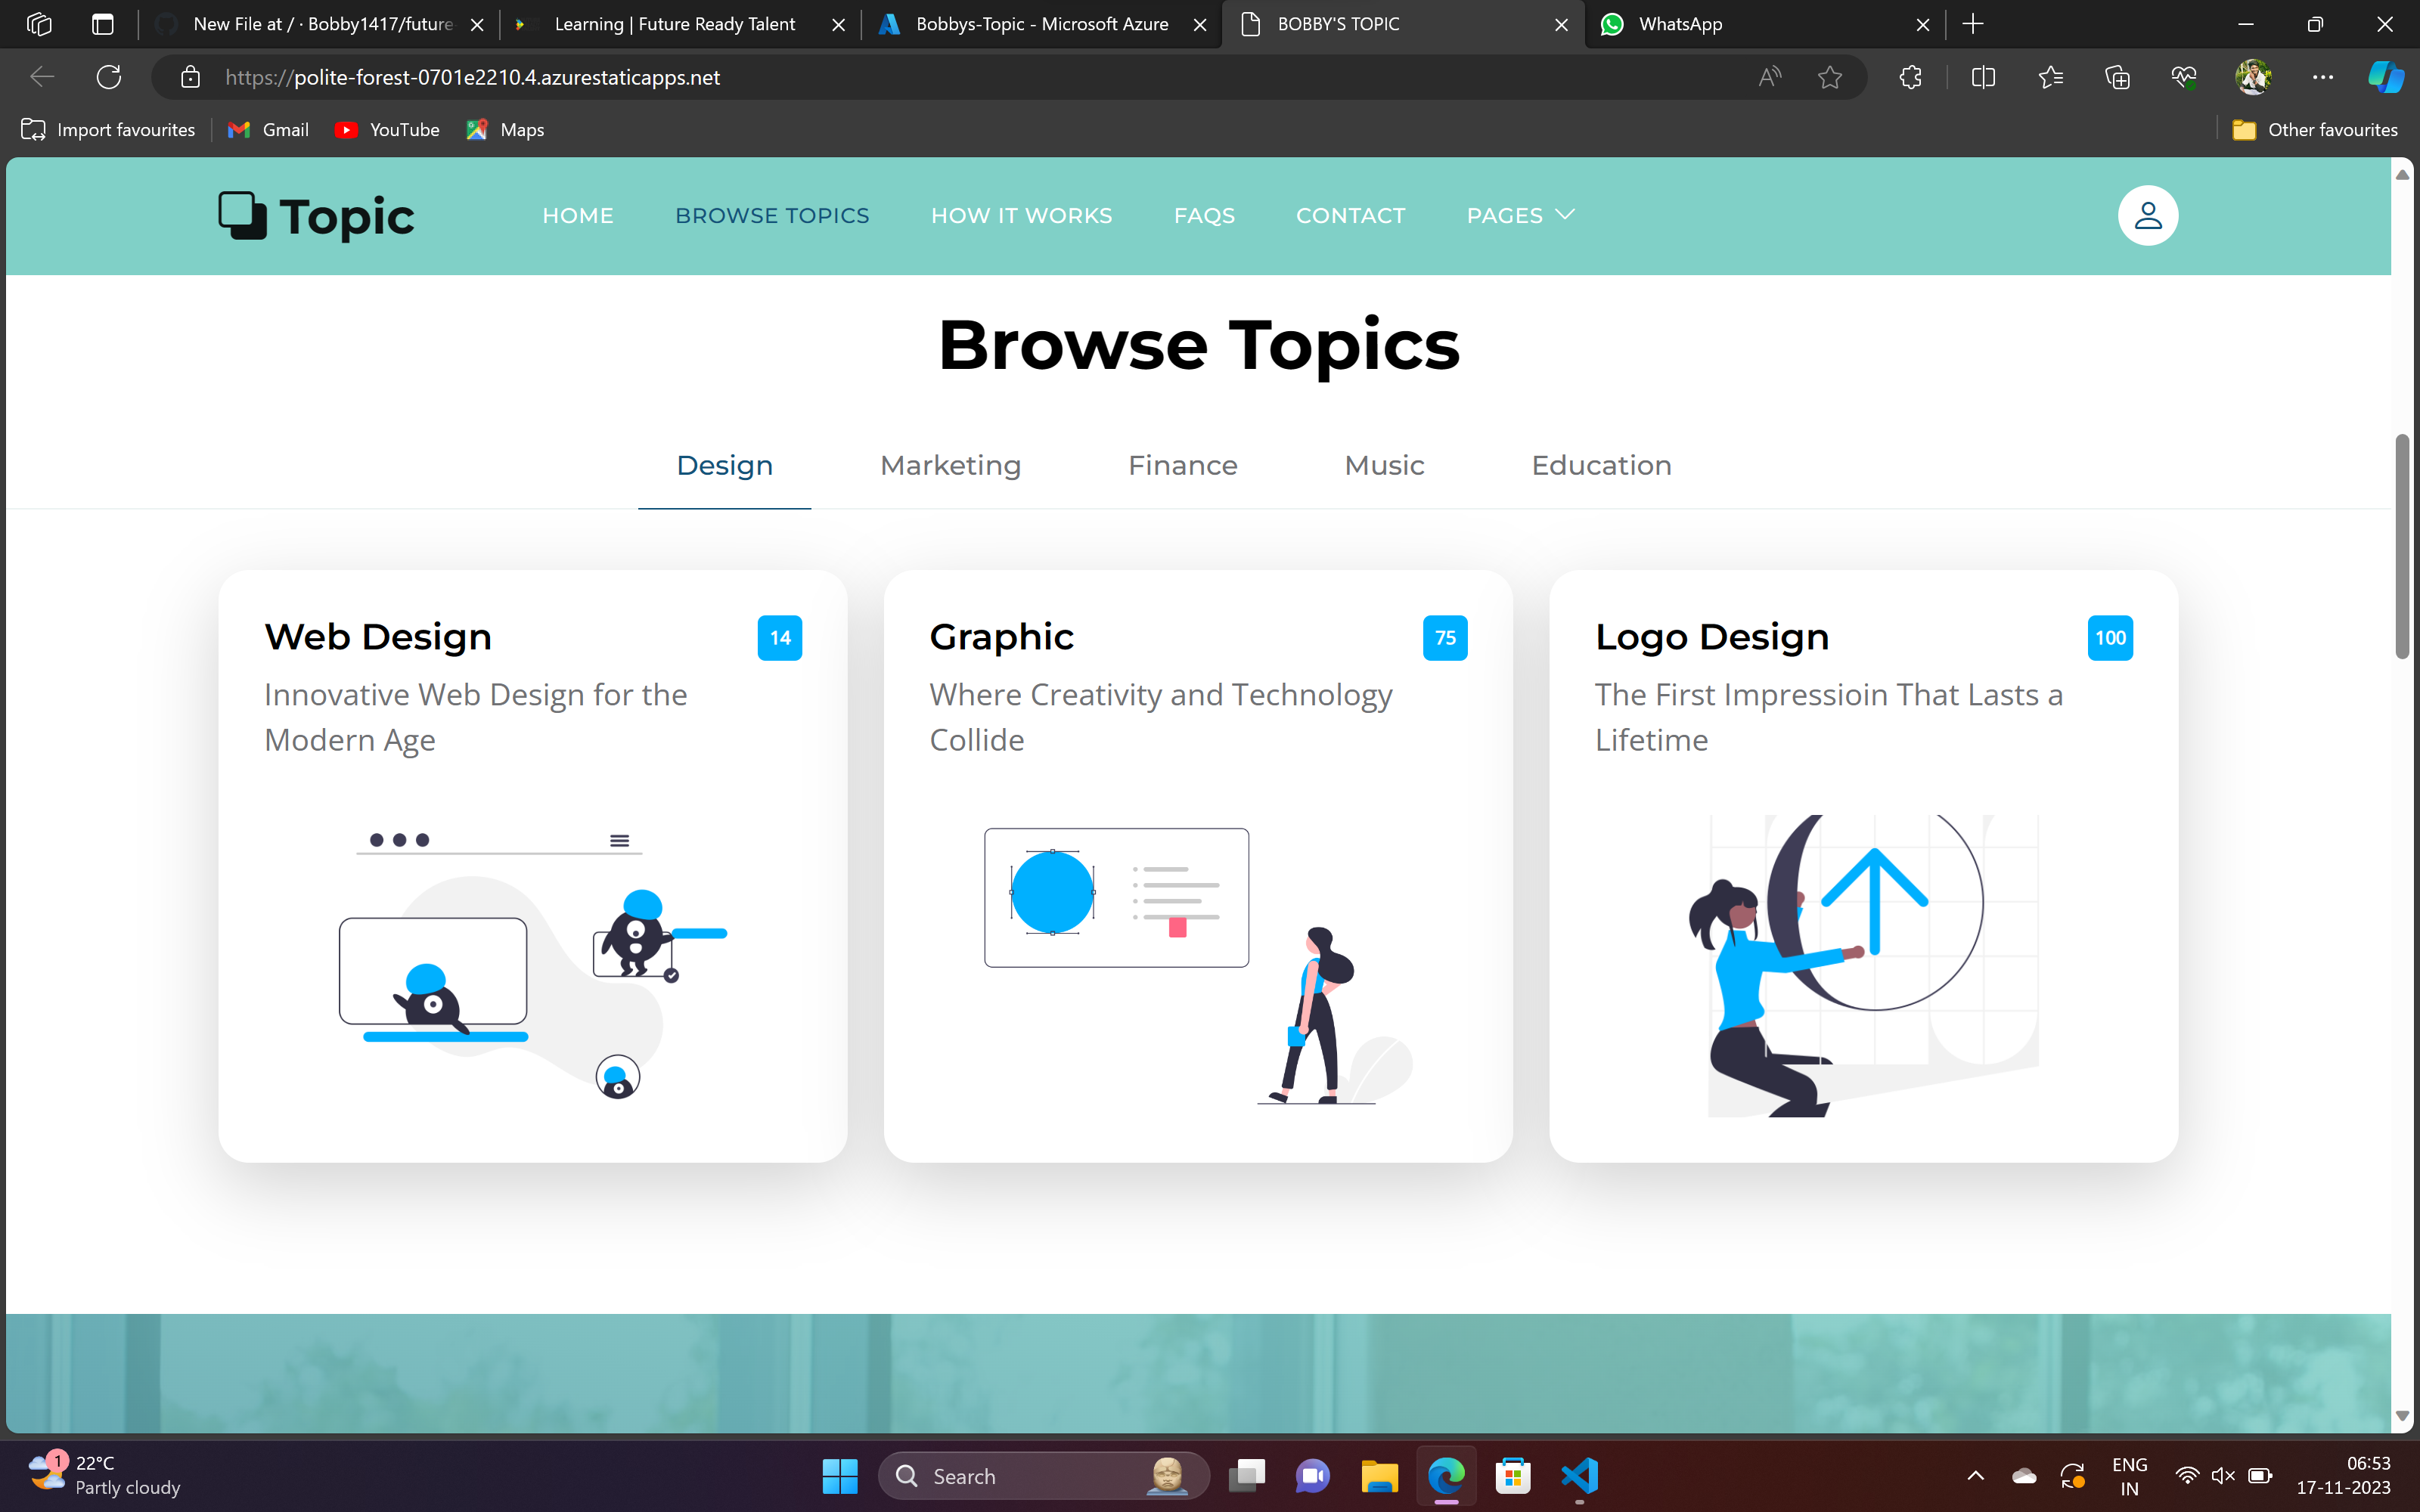 New File at / · Bobby1417/future
Learning | Future Ready Talent
Bobbys-Topic - Microsoft Azure
BOBBY'S TOPIC
WhatsApp
https://polite-forest-0701e2210.4.azurestaticapps.net
Import favourites
Gmail
YouTube
Maps
Other favourites
Topic
HOME
BROWSE TOPICS
HOW IT WORKS
FAQS
CONTACT
PAGES
Browse Topics
Design
Marketing
Finance
Music
Education
Web Design
14
Innovative Web Design for the
Modern Age
Graphic
75
Where Creativity and Technology
Collide
Logo Design
100
The First Impressioin That Lasts a
Lifetime
1
22°C
Partly cloudy
Search
ENG
IN
06:53
17-11-2023